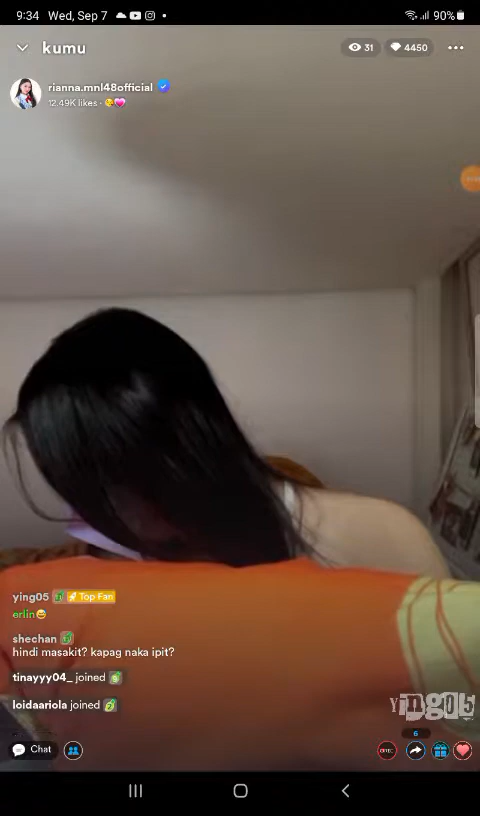 9:34 Wed, Sep 7 90%
kumu
31 4450
rianna.mnl48official
12.49K likes
ying05 Top Fan
erlin
shechan
hindi masakit? kapag naka ipit?
tinayyy04_ joined
loidaariola joined
Ying05
6
Chat